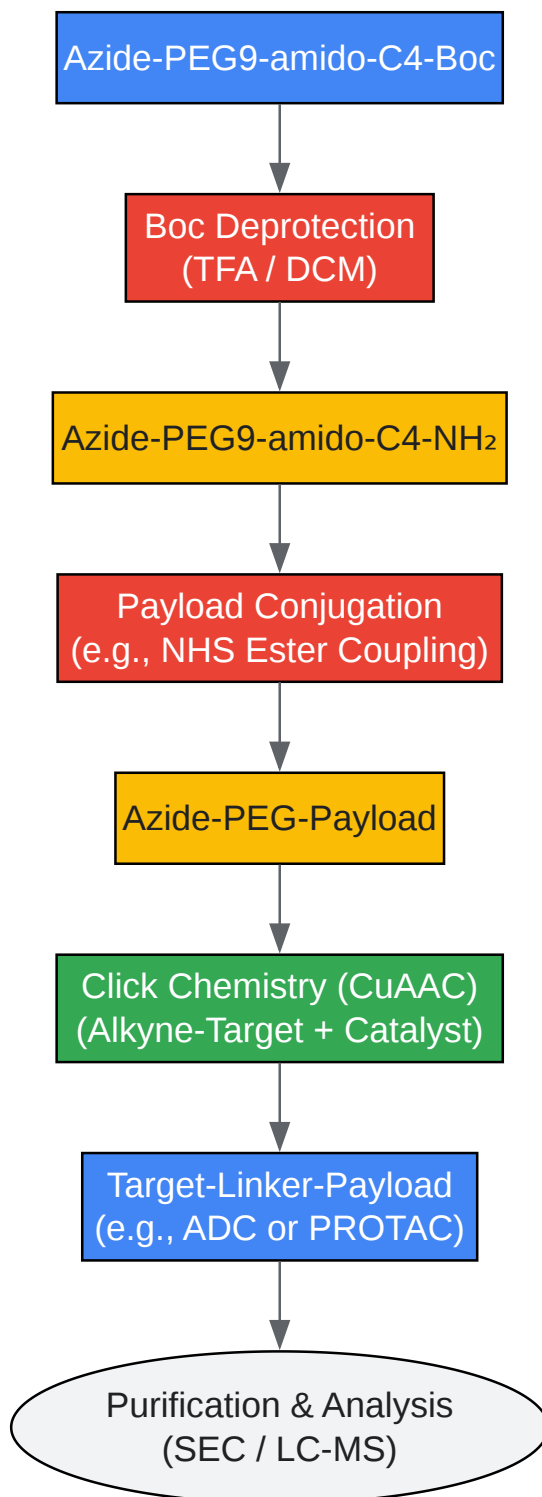 Azide-PEG9-amido-C4-Boc
Boc Deprotection
(TFA / DCM)
Azide-PEG9-amido-C4-NH₂
Payload Conjugation
(e.g., NHS Ester Coupling)
Azide-PEG-Payload
Click Chemistry (CuAAC)
(Alkyne-Target + Catalyst)
Target-Linker-Payload
(e.g., ADC or PROTAC)
Purification & Analysis
(SEC / LC-MS)